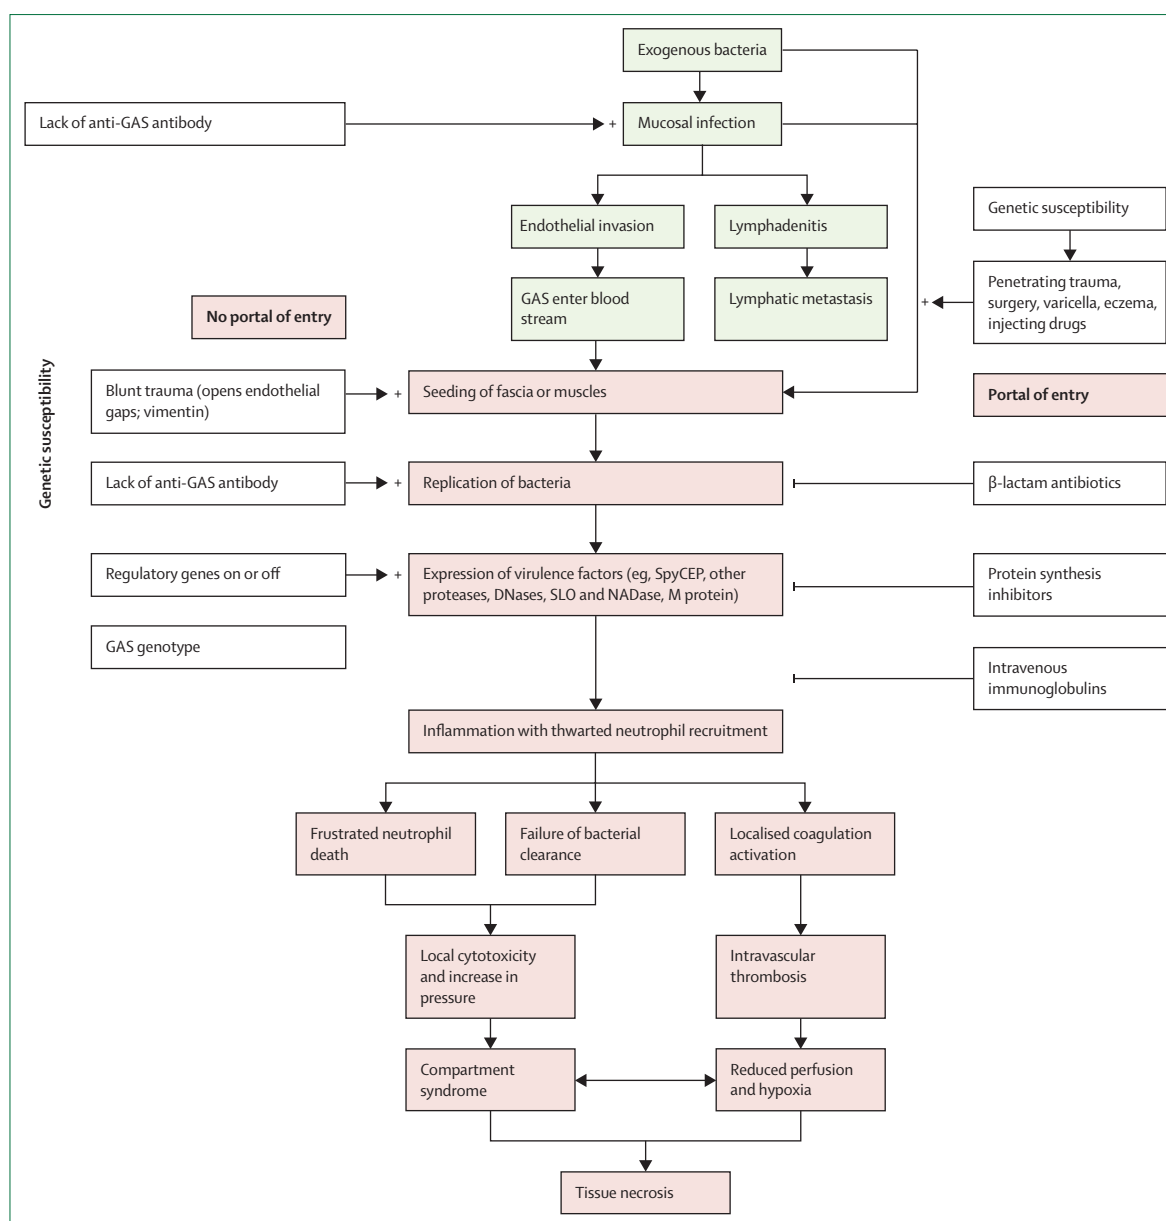 Exogenous bacteria
Lack of anti-GAS antibody
+
Mucosal infection
Endothelial invasion
Lymphadenitis
Genetic susceptibility
GAS enter blood
stream
Lymphatic metastasis
+
Penetrating trauma,
surgery, varicella, eczema,
injecting drugs
No portal of entry
Genetic susceptibility
Blunt trauma (opens endothelial
gaps; vimentin)
+
Seeding of fascia or muscles
Portal of entry
Lack of anti-GAS antibody
+
Replication of bacteria
β-lactam antibiotics
Regulatory genes on or off
+
Expression of virulence factors (eg, SpyCEP, other
proteases, DNases, SLO and NADase, M protein)
Protein synthesis
inhibitors
GAS genotype
Intravenous
immunoglobulins
Inflammation with thwarted neutrophil recruitment
Frustrated neutrophil
death
Failure of bacterial
clearance
Localised coagulation
activation
Local cytotoxicity
and increase in
pressure
Intravascular
thrombosis
Compartment
syndrome
Reduced perfusion
and hypoxia
Tissue necrosis